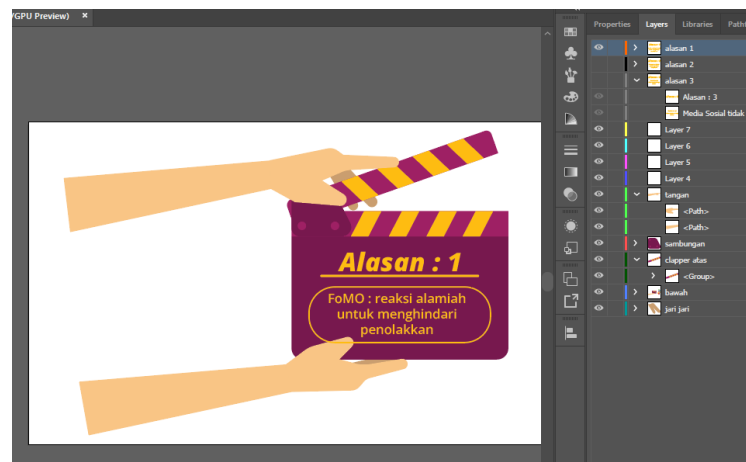 /GPU Preview) ×
Properties Layers Libraries Path
alasan 1
alasan 2
alasan 3
Alasan : 3
Media Sosial tidak
Layer 7
Layer 6
Layer 5
Layer 4
tangan
<Path>
<Path>
sambungan
clapper atas
<Group>
bawah
jari jari
Alasan : 1
FoMO : reaksi alamiah
untuk menghindari
penolakkan